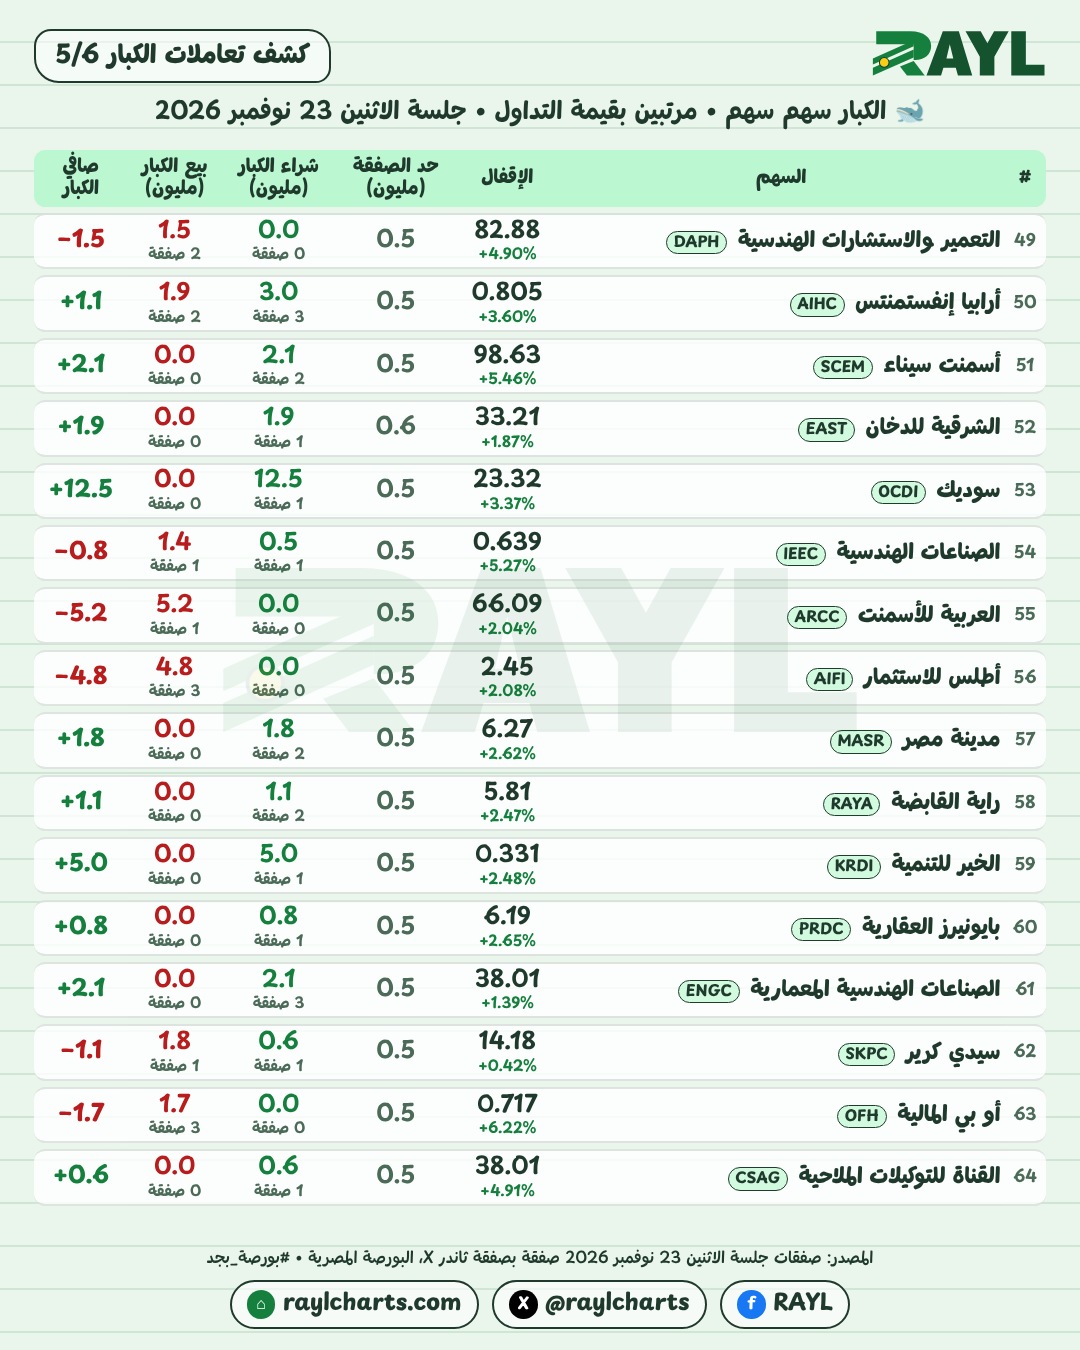 RAYL
كشف تعاملات الكبار 5/6
🐳 الكبار سهم سهم • مرتبين بقيمة التداول • جلسة الاثنين 23 نوفمبر 2026
# السهم الإقفال حد الصفقة (مليون) شراء الكبار (مليون) بيع الكبار (مليون) صافي الكبار
49 التعمير والاستشارات الهندسية DAPH 82.88 +4.90% 0.5 0.0 0 صفقة 1.5 2 صفقة −1.5
50 أرابيا إنفستمنتس AIHC 0.805 +3.60% 0.5 3.0 3 صفقة 1.9 2 صفقة +1.1
51 أسمنت سيناء SCEM 98.63 +5.46% 0.5 2.1 2 صفقة 0.0 0 صفقة +2.1
52 الشرقية للدخان EAST 33.21 +1.87% 0.6 1.9 1 صفقة 0.0 0 صفقة +1.9
53 سوديك OCDI 23.32 +3.37% 0.5 12.5 1 صفقة 0.0 0 صفقة +12.5
54 الصناعات الهندسية IEEC 0.639 +5.27% 0.5 0.5 1 صفقة 1.4 1 صفقة −0.8
55 العربية للأسمنت ARCC 66.09 +2.04% 0.5 0.0 0 صفقة 5.2 1 صفقة −5.2
56 أطلس للاستثمار AIFI 2.45 +2.08% 0.5 0.0 0 صفقة 4.8 3 صفقة −4.8
57 مدينة مصر MASR 6.27 +2.62% 0.5 1.8 2 صفقة 0.0 0 صفقة +1.8
58 راية القابضة RAYA 5.81 +2.47% 0.5 1.1 2 صفقة 0.0 0 صفقة +1.1
59 الخير للتنمية KRDI 0.331 +2.48% 0.5 5.0 1 صفقة 0.0 0 صفقة +5.0
60 بايونيرز العقارية PRDC 6.19 +2.65% 0.5 0.8 1 صفقة 0.0 0 صفقة +0.8
61 الصناعات الهندسية المعمارية ENGC 38.01 +1.39% 0.5 2.1 3 صفقة 0.0 0 صفقة +2.1
62 سيدي كرير SKPC 14.18 +0.42% 0.5 0.6 1 صفقة 1.8 1 صفقة −1.1
63 أو بي المالية OFH 0.717 +6.22% 0.5 0.0 0 صفقة 1.7 3 صفقة −1.7
64 القناة للتوكيلات الملاحية CSAG 38.01 +4.91% 0.5 0.6 1 صفقة 0.0 0 صفقة +0.6
المصدر: صفقات جلسة الاثنين 23 نوفمبر 2026 صفقة بصفقة ثاندر X، البورصة المصرية • #بورصة_بجد
raylcharts.com @raylcharts RAYL